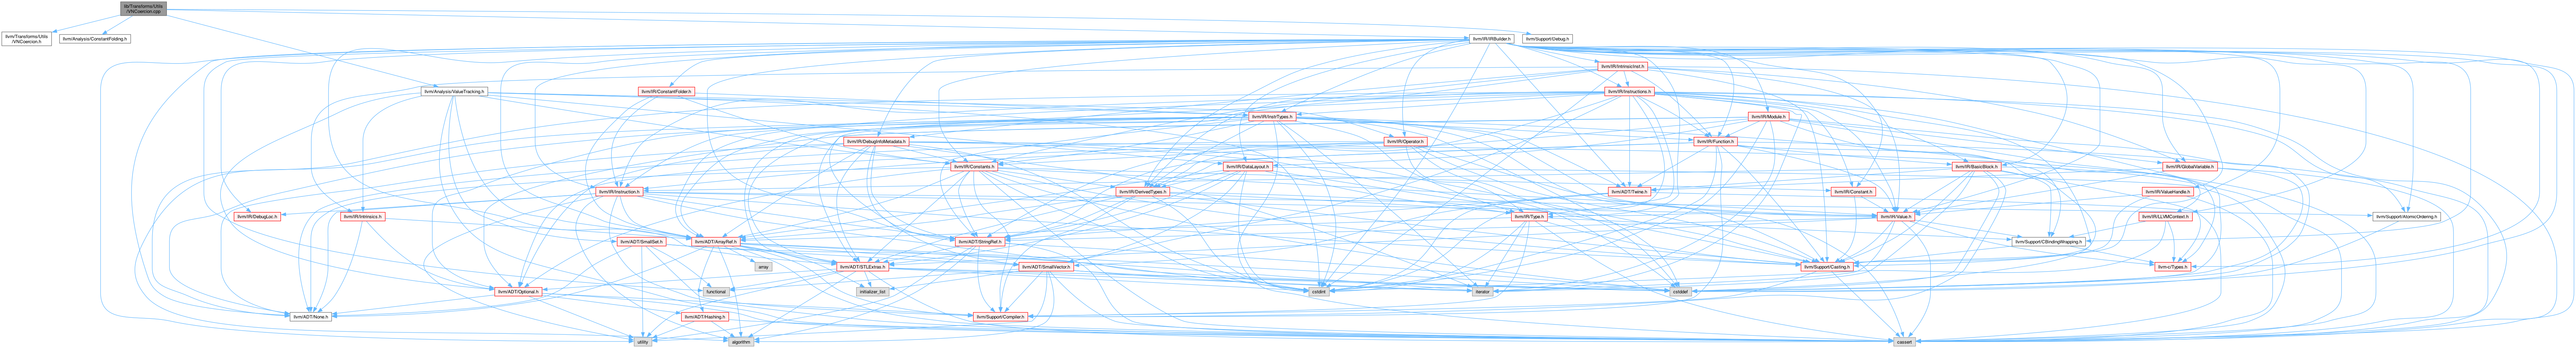 lib/Transforms/Utils
/VNCoercion.cpp
llvm/Transforms/Utils
/VNCoercion.h
llvm/Analysis/ConstantFolding.h
llvm/IR/IRBuilder.h
llvm/Support/Debug.h
llvm/IR/IntrinsicInst.h
llvm/Analysis/ValueTracking.h
llvm/IR/ConstantFolder.h
llvm/IR/Instructions.h
llvm/IR/InstrTypes.h
llvm/IR/Module.h
llvm/IR/DebugInfoMetadata.h
llvm/IR/Operator.h
llvm/IR/Function.h
llvm/IR/Constants.h
llvm/IR/DataLayout.h
llvm/IR/BasicBlock.h
llvm/IR/GlobalVariable.h
llvm/IR/Instruction.h
llvm/IR/DerivedTypes.h
llvm/ADT/Twine.h
llvm/IR/Constant.h
llvm/IR/ValueHandle.h
llvm/IR/DebugLoc.h
llvm/IR/Intrinsics.h
llvm/IR/Type.h
llvm/IR/Value.h
llvm/IR/LLVMContext.h
llvm/Support/AtomicOrdering.h
llvm/ADT/SmallSet.h
llvm/ADT/ArrayRef.h
llvm/ADT/StringRef.h
llvm/Support/CBindingWrapping.h
array
llvm/ADT/STLExtras.h
llvm/ADT/SmallVector.h
llvm/Support/Casting.h
llvm-c/Types.h
llvm/ADT/Optional.h
functional
initializer_list
cstdint
iterator
cstddef
llvm/ADT/None.h
llvm/ADT/Hashing.h
llvm/Support/Compiler.h
utility
algorithm
cassert